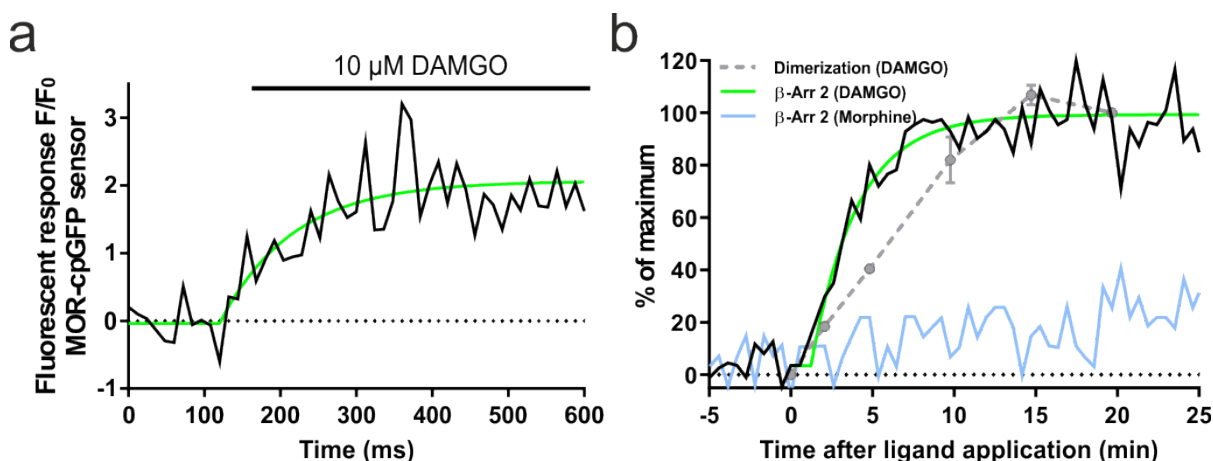 a
10 μM DAMGO
Fluorescent response F/F₀
MOR-cpGFP sensor
3
2
1
0
-1
0
100
200
300
400
500
600
Time (ms)
b
Dimerization (DAMGO)
β-Arr 2 (DAMGO)
β-Arr 2 (Morphine)
% of maximum
120
100
80
60
40
20
0
-5
0
5
10
15
20
25
Time after ligand application (min)